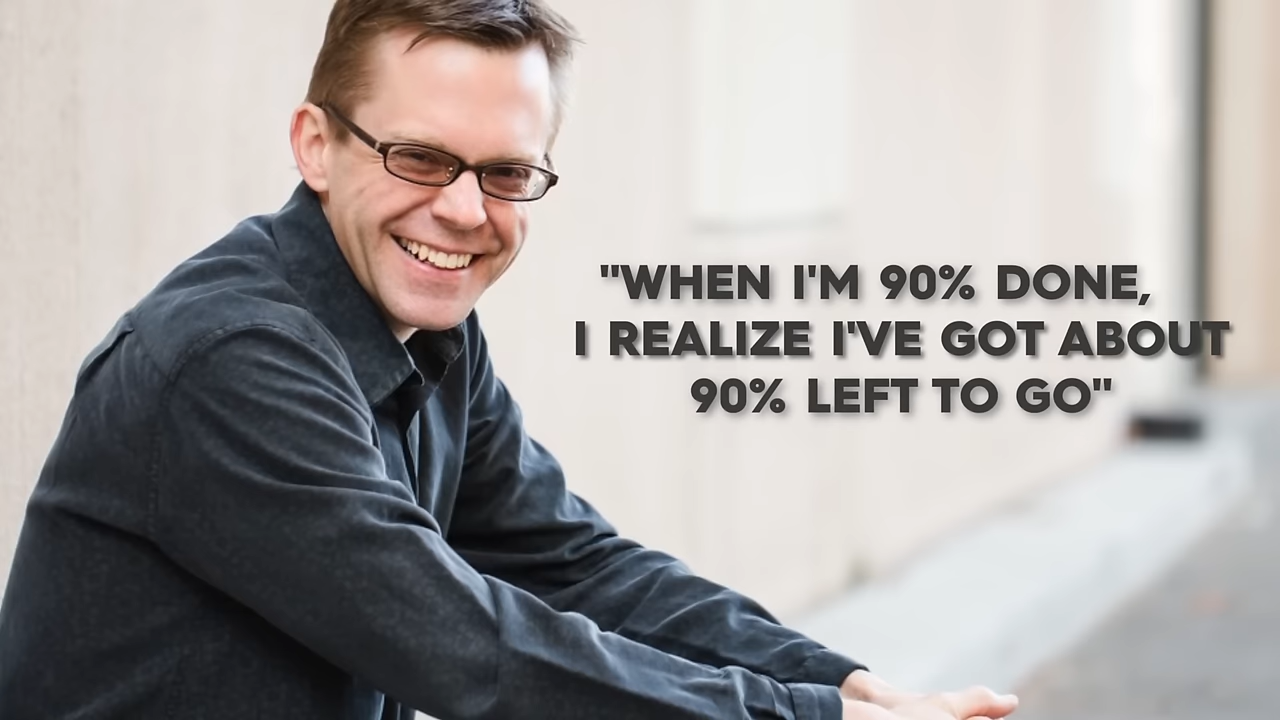 "WHEN I'M 90% DONE,
I REALIZE I'VE GOT ABOUT
90% LEFT TO GO"